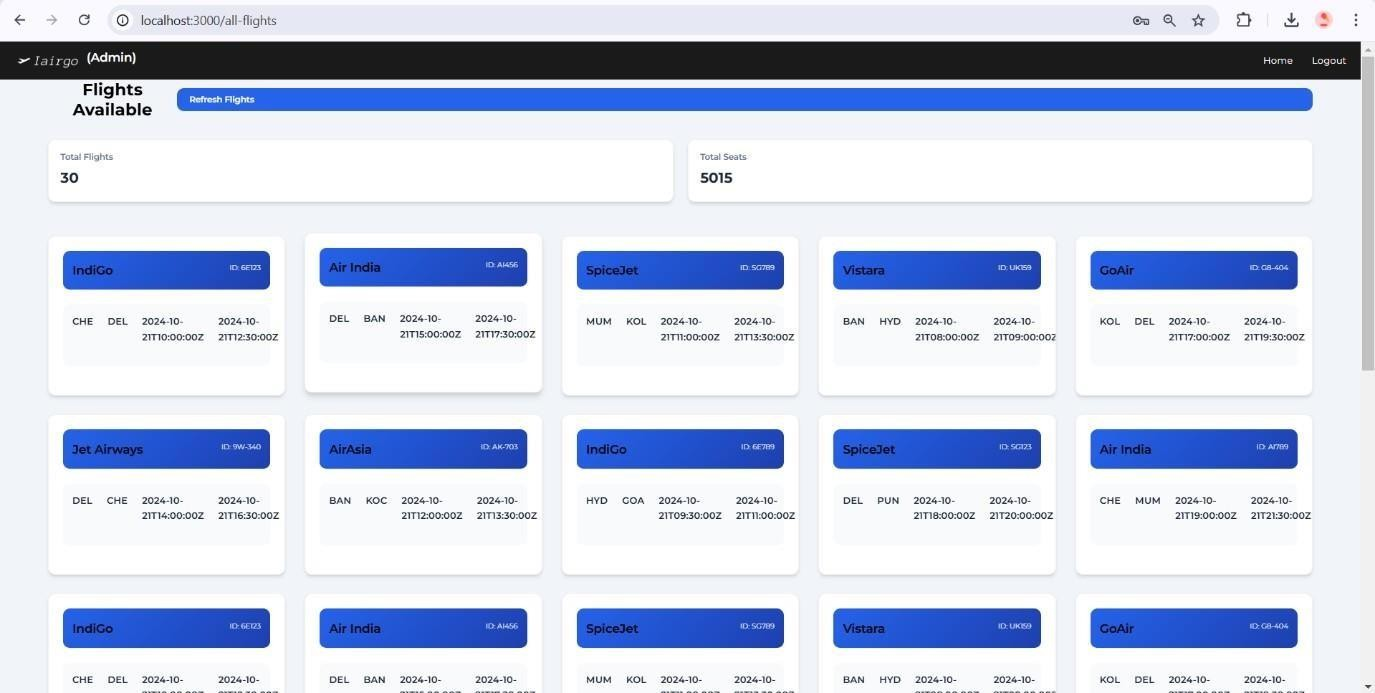 localhost:3000/all-flights
Iairgo (Admin) Home Logout
Flights
Available
Refresh Flights
Total Flights
30
Total Seats
5015
IndiGo ID: 6E123
CHE DEL 2024-10-21T10:00:00Z 2024-10-21T12:30:00Z
Air India ID: AI456
DEL BAN 2024-10-21T15:00:00Z 2024-10-21T17:30:00Z
SpiceJet ID: SG789
MUM KOL 2024-10-21T11:00:00Z 2024-10-21T13:30:00Z
Vistara ID: UK159
BAN HYD 2024-10-21T08:00:00Z 2024-10-21T09:00:00Z
GoAir ID: G8-404
KOL DEL 2024-10-21T17:00:00Z 2024-10-21T19:30:00Z
Jet Airways ID: 9W-340
DEL CHE 2024-10-21T14:00:00Z 2024-10-21T16:30:00Z
AirAsia ID: AK-703
BAN KOC 2024-10-21T12:00:00Z 2024-10-21T13:30:00Z
IndiGo ID: 6E789
HYD GOA 2024-10-21T09:30:00Z 2024-10-21T11:00:00Z
SpiceJet ID: SG123
DEL PUN 2024-10-21T18:00:00Z 2024-10-21T20:00:00Z
Air India ID: AI789
CHE MUM 2024-10-21T19:00:00Z 2024-10-21T21:30:00Z
IndiGo ID: 6E123
CHE DEL 2024-10- 2024-10-
Air India ID: AI456
DEL BAN 2024-10- 2024-10-
SpiceJet ID: SG789
MUM KOL 2024-10- 2024-10-
Vistara ID: UK159
BAN HYD 2024-10- 2024-10-
GoAir ID: G8-404
KOL DEL 2024-10- 2024-10-